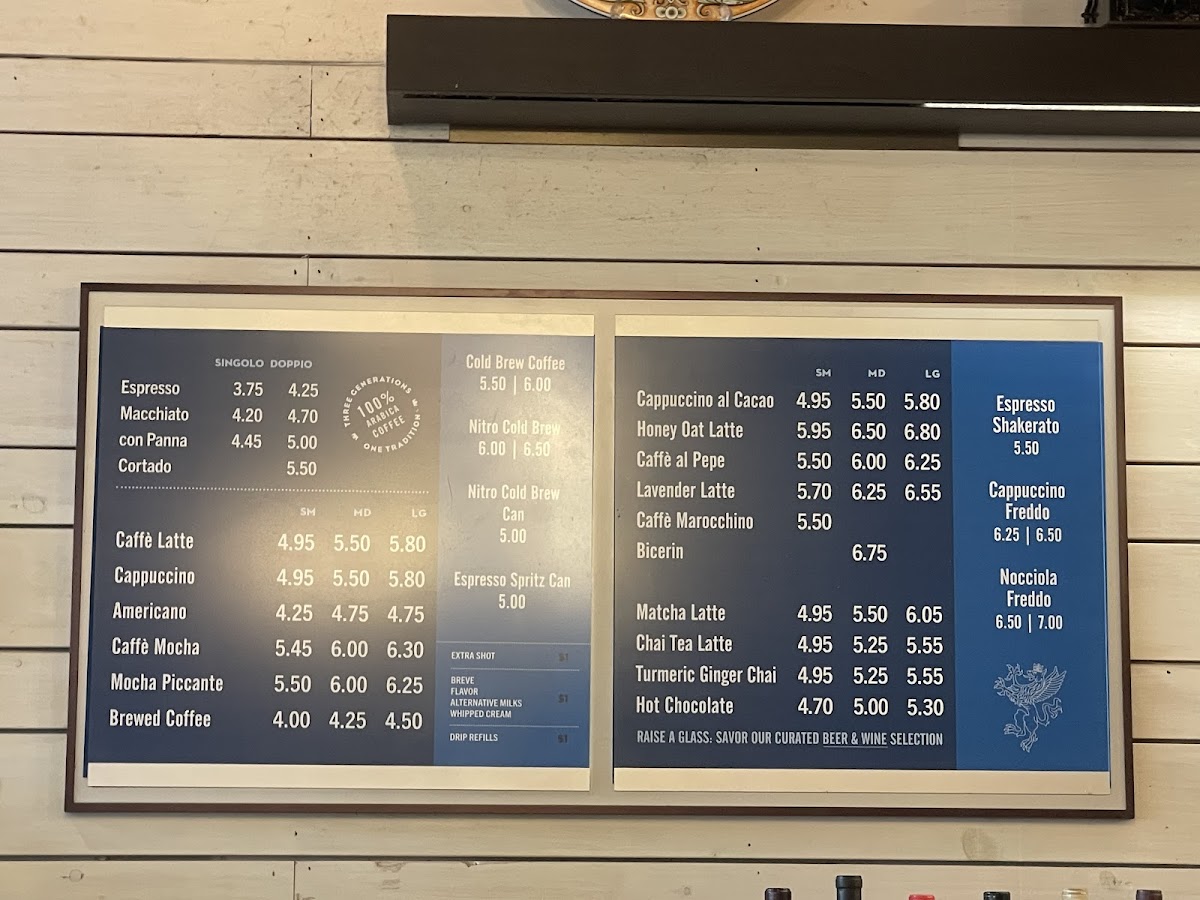 SINGOLO DOPPIO
Espresso 3.75 4.25
Macchiato 4.20 4.70
con Panna 4.45 5.00
Cortado 5.50
THREE GENERATIONS
100%
ARABICA
COFFEE
ONE TRADITION
SM MD LG
Caffè Latte 4.95 5.50 5.80
Cappuccino 4.95 5.50 5.80
Americano 4.25 4.75 4.75
Caffè Mocha 5.45 6.00 6.30
Mocha Piccante 5.50 6.00 6.25
Brewed Coffee 4.00 4.25 4.50
Cold Brew Coffee
5.50 | 6.00
Nitro Cold Brew
6.00 | 6.50
Nitro Cold Brew
Can
5.00
Espresso Spritz Can
5.00
EXTRA SHOT $1
BREVE
FLAVOR
ALTERNATIVE MILKS $1
WHIPPED CREAM
DRIP REFILLS $1
SM MD LG
Cappuccino al Cacao 4.95 5.50 5.80
Honey Oat Latte 5.95 6.50 6.80
Caffè al Pepe 5.50 6.00 6.25
Lavender Latte 5.70 6.25 6.55
Caffè Marocchino 5.50
Bicerin 6.75
Matcha Latte 4.95 5.50 6.05
Chai Tea Latte 4.95 5.25 5.55
Turmeric Ginger Chai 4.95 5.25 5.55
Hot Chocolate 4.70 5.00 5.30
RAISE A GLASS: SAVOR OUR CURATED BEER & WINE SELECTION
Espresso
Shakerato
5.50
Cappuccino
Freddo
6.25 | 6.50
Nocciola
Freddo
6.50 | 7.00